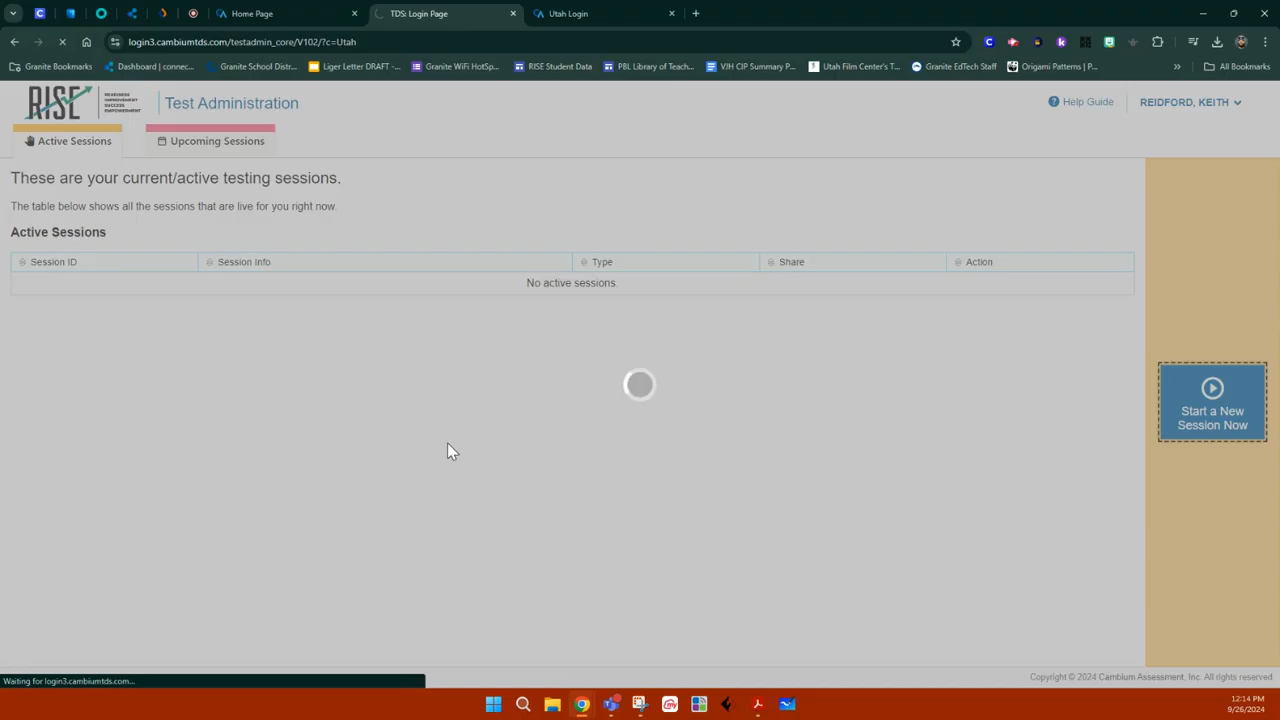 Home Page
TDS: Login Page
Utah Login
login3.cambiumtds.com/testadmin_core/V102/?c=Utah
Granite Bookmarks
Dashboard | connec...
Granite School Distr...
Liger Letter DRAFT -...
Granite WiFi HotSp...
RISE Student Data
PBL Library of Teach...
VJH CIP Summary P...
Utah Film Center's T...
Granite EdTech Staff
Origami Patterns | P...
All Bookmarks
RISE
READINESS
IMPROVEMENT
SUCCESS
EMPOWERMENT
Test Administration
Help Guide
REIDFORD, KEITH
Active Sessions
Upcoming Sessions
These are your current/active testing sessions.
The table below shows all the sessions that are live for you right now.
Active Sessions
Session ID
Session Info
Type
Share
Action
No active sessions.
Start a New
Session Now
Copyright © 2024 Cambium Assessment, Inc. All rights reserved.
Waiting for login3.cambiumtds.com...
my
12:14 PM
9/26/2024